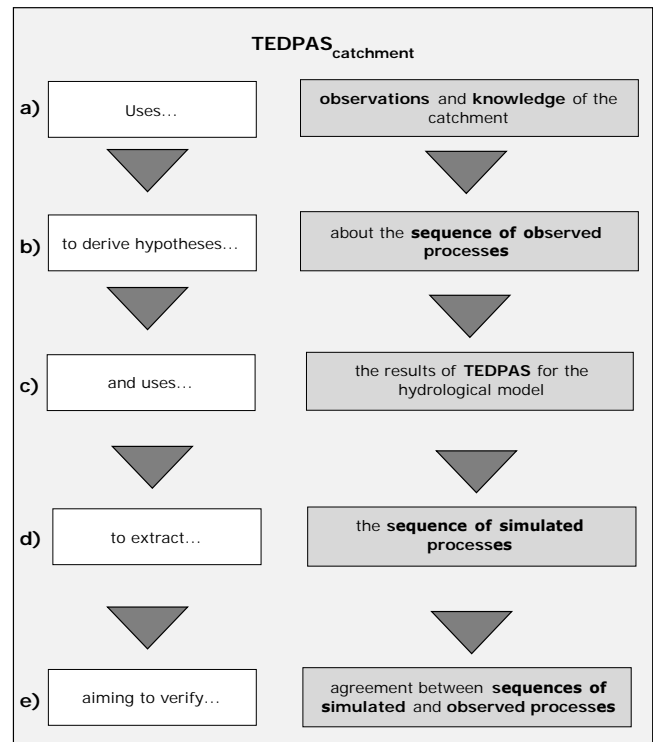 TEDPAS catchment
a) Uses… observations and knowledge of the
catchment
b) to derive hypotheses… about the sequence of observed
processes
c) and uses… the results of TEDPAS for the
hydrological model
d) to extract… the sequence of simulated
processes
e) aiming to verify… agreement between sequences of
simulated and observed processes